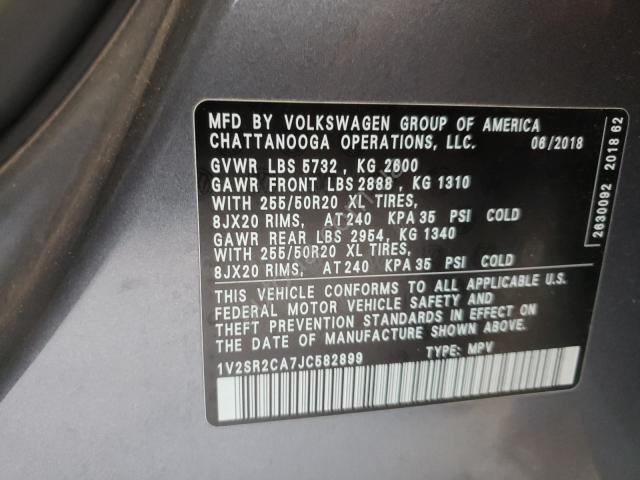 MFD BY VOLKSWAGEN GROUP OF AMERICA
CHATTANOOGA OPERATIONS, LLC. 06/2018
GVWR LBS 5732, KG 2600
GAWR FRONT LBS 2888, KG 1310
WITH 255/50R20 XL TIRES,
8JX20 RIMS, AT 240 KPA 35 PSI COLD
GAWR REAR LBS 2954, KG 1340
WITH 255/50R20 XL TIRES,
8JX20 RIMS, AT 240 KPA 35 PSI COLD
THIS VEHICLE CONFORMS TO ALL APPLICABLE U.S.
FEDERAL MOTOR VEHICLE SAFETY AND
THEFT PREVENTION STANDARDS IN EFFECT ON
THE DATE OF MANUFACTURE SHOWN ABOVE.
1V2SR2CA7JC582899 TYPE: MPV
2630092 2018 62